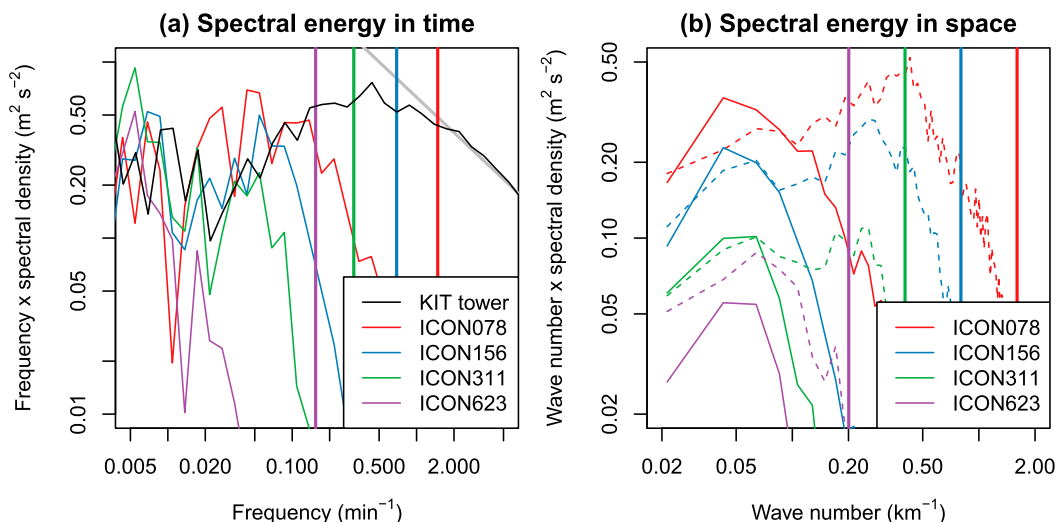 (a) Spectral energy in time
Frequency x spectral density (m² s⁻²)
0.50
0.20
0.05
0.01
KIT tower
ICON078
ICON156
ICON311
ICON623
0.005 0.020 0.100 0.500 2.000
Frequency (min⁻¹)
(b) Spectral energy in space
Wave number x spectral density (m² s⁻²)
0.50
0.20
0.10
0.05
0.02
ICON078
ICON156
ICON311
ICON623
0.02 0.05 0.20 0.50 2.00
Wave number (km⁻¹)